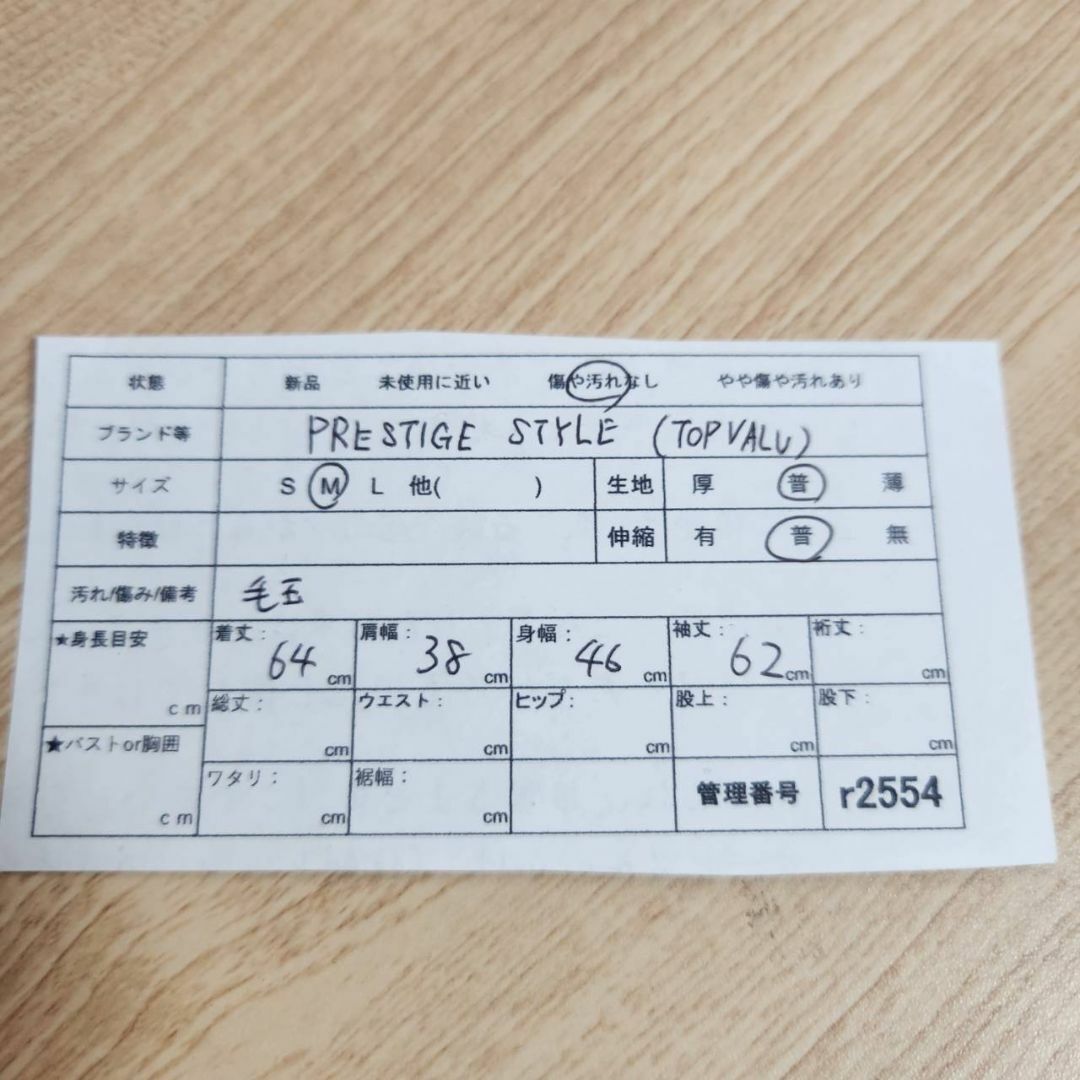 状態 新品 未使用に近い 傷や汚れなし やや傷や汚れあり
ブランド等 PRESTIGE STYLE (TOPVALU)
サイズ S M L 他( ) 生地 厚 普 薄
特徴 伸縮 有 普 無
汚れ/傷み/備考 毛玉
★身長目安 cm 着丈: 64 cm 肩幅: 38 cm 身幅: 46 cm 袖丈: 62 cm 裄丈: cm
総丈: cm ウエスト: cm ヒップ: cm 股上: cm 股下: cm
★バストor胸囲 cm ワタリ: cm 裾幅: cm 管理番号 r2554